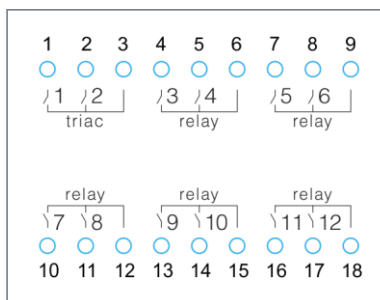 1 2 3 4 5 6 7 8 9
1 2 3 4 5 6
triac relay relay
relay relay relay
7 8 9 10 11 12
10 11 12 13 14 15 16 17 18